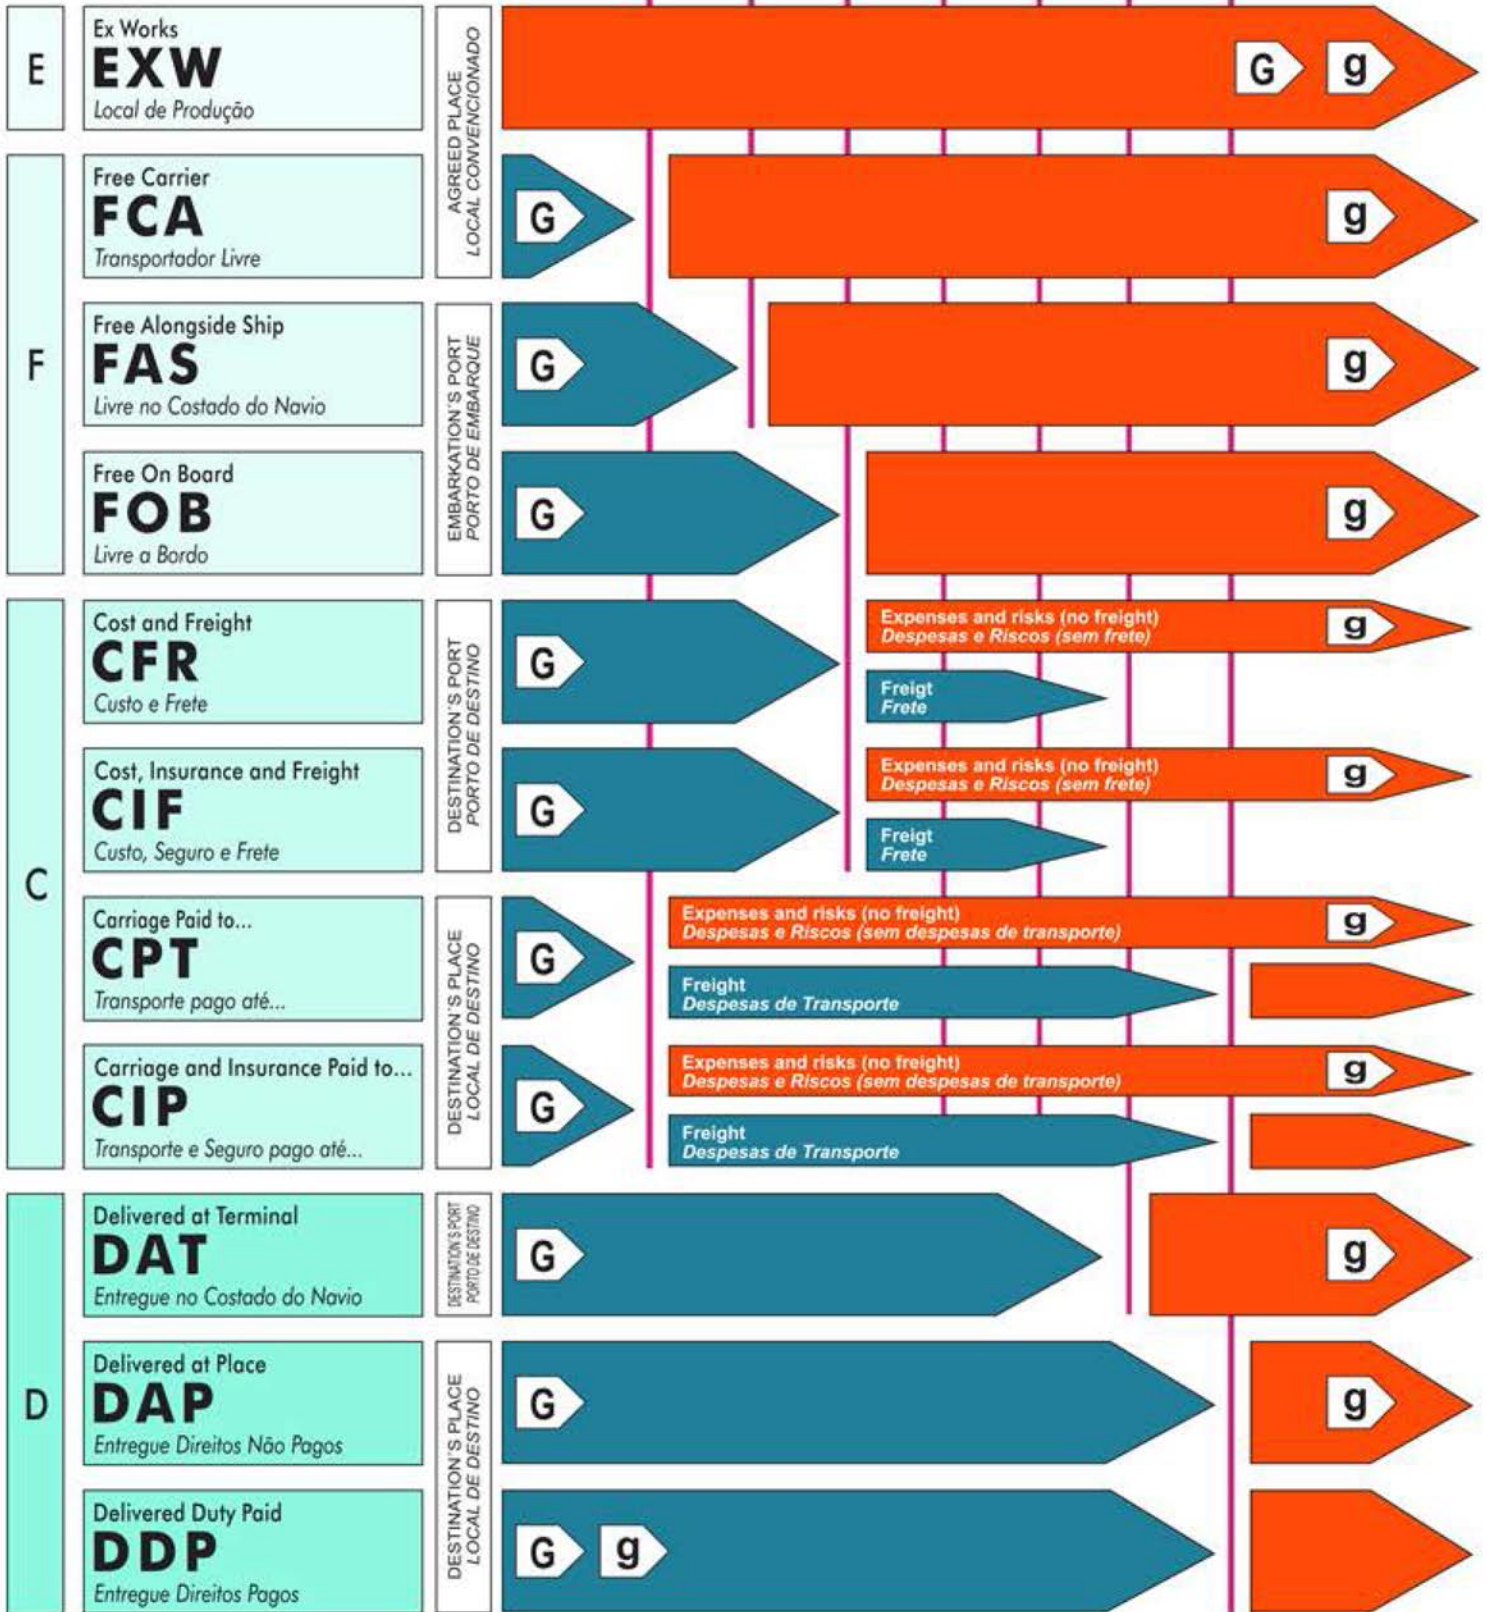 E
Ex Works
EXW
Local de Produção
AGREED PLACE
LOCAL CONVENCIONADO
G
g
F
Free Carrier
FCA
Transportador Livre
G
g
Free Alongside Ship
FAS
Livre no Costado do Navio
EMBARKATION'S PORT
PORTO DE EMBARQUE
G
g
Free On Board
FOB
Livre a Bordo
G
g
C
Cost and Freight
CFR
Custo e Frete
DESTINATION'S PORT
PORTO DE DESTINO
G
Expenses and risks (no freight)
Despesas e Riscos (sem frete)
g
Freigt
Frete
Cost, Insurance and Freight
CIF
Custo, Seguro e Frete
G
Expenses and risks (no freight)
Despesas e Riscos (sem frete)
g
Freigt
Frete
Carriage Paid to...
CPT
Transporte pago até...
DESTINATION'S PLACE
LOCAL DE DESTINO
G
Expenses and risks (no freight)
Despesas e Riscos (sem despesas de transporte)
g
Freight
Despesas de Transporte
Carriage and Insurance Paid to...
CIP
Transporte e Seguro pago até...
G
Expenses and risks (no freight)
Despesas e Riscos (sem despesas de transporte)
g
Freight
Despesas de Transporte
D
Delivered at Terminal
DAT
Entregue no Costado do Navio
DESTINATION'S PORT
PORTO DE DESTINO
G
g
Delivered at Place
DAP
Entregue Direitos Não Pagos
DESTINATION'S PLACE
LOCAL DE DESTINO
G
g
Delivered Duty Paid
DDP
Entregue Direitos Pagos
G
g